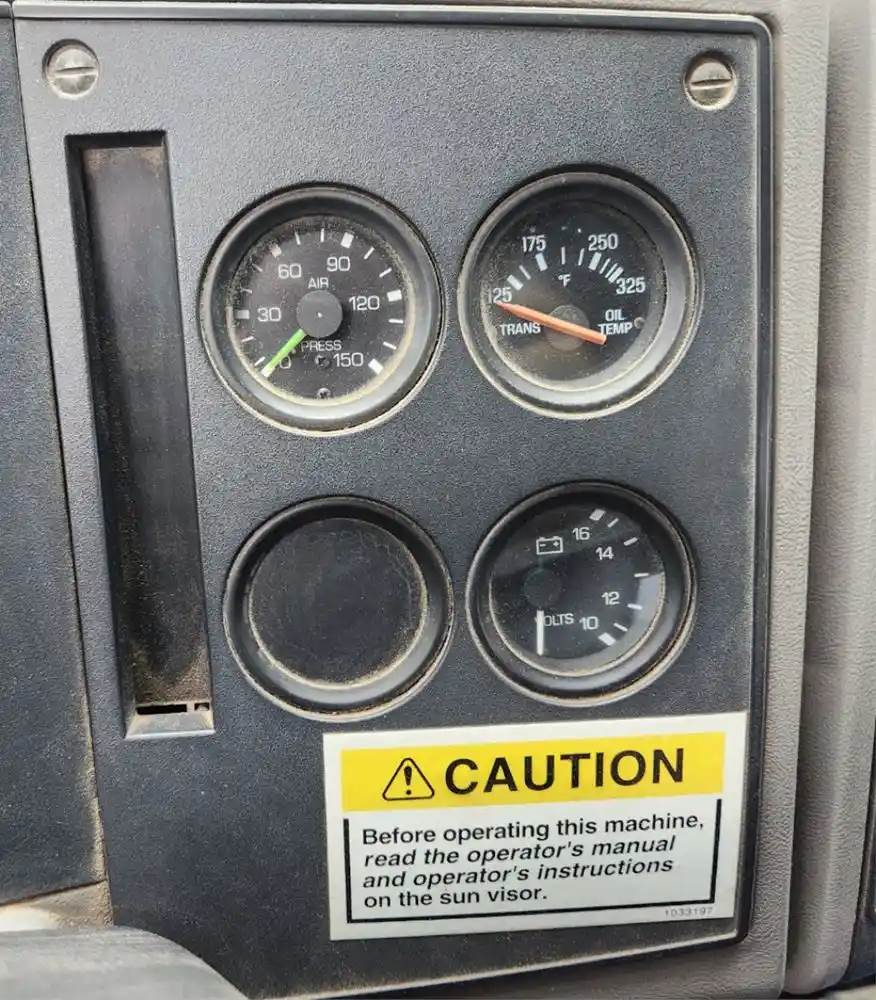 60 90
AIR
30 120
PRESS
0 150
175 250
°F
125 325
TRANS OIL
TEMP
16
14
12
VOLTS 10
CAUTION
Before operating this machine,
read the operator's manual
and operator's instructions
on the sun visor.
1033197